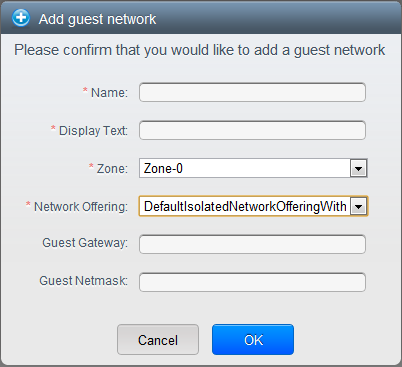 Add guest network
Please confirm that you would like to add a guest network
* Name:
* Display Text:
* Zone: Zone-0
* Network Offering: DefaultIsolatedNetworkOfferingWith
Guest Gateway:
Guest Netmask:
Cancel OK